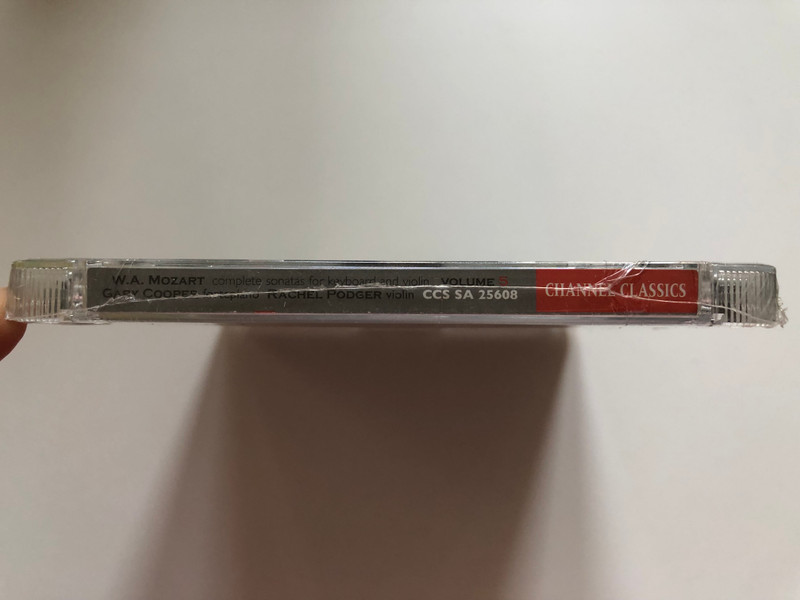 W.A. MOZART complete sonatas for keyboard and violin VOLUME 5
GARY COOPER fortepiano RACHEL PODGER violin CCS SA 25608
CHANNEL CLASSICS